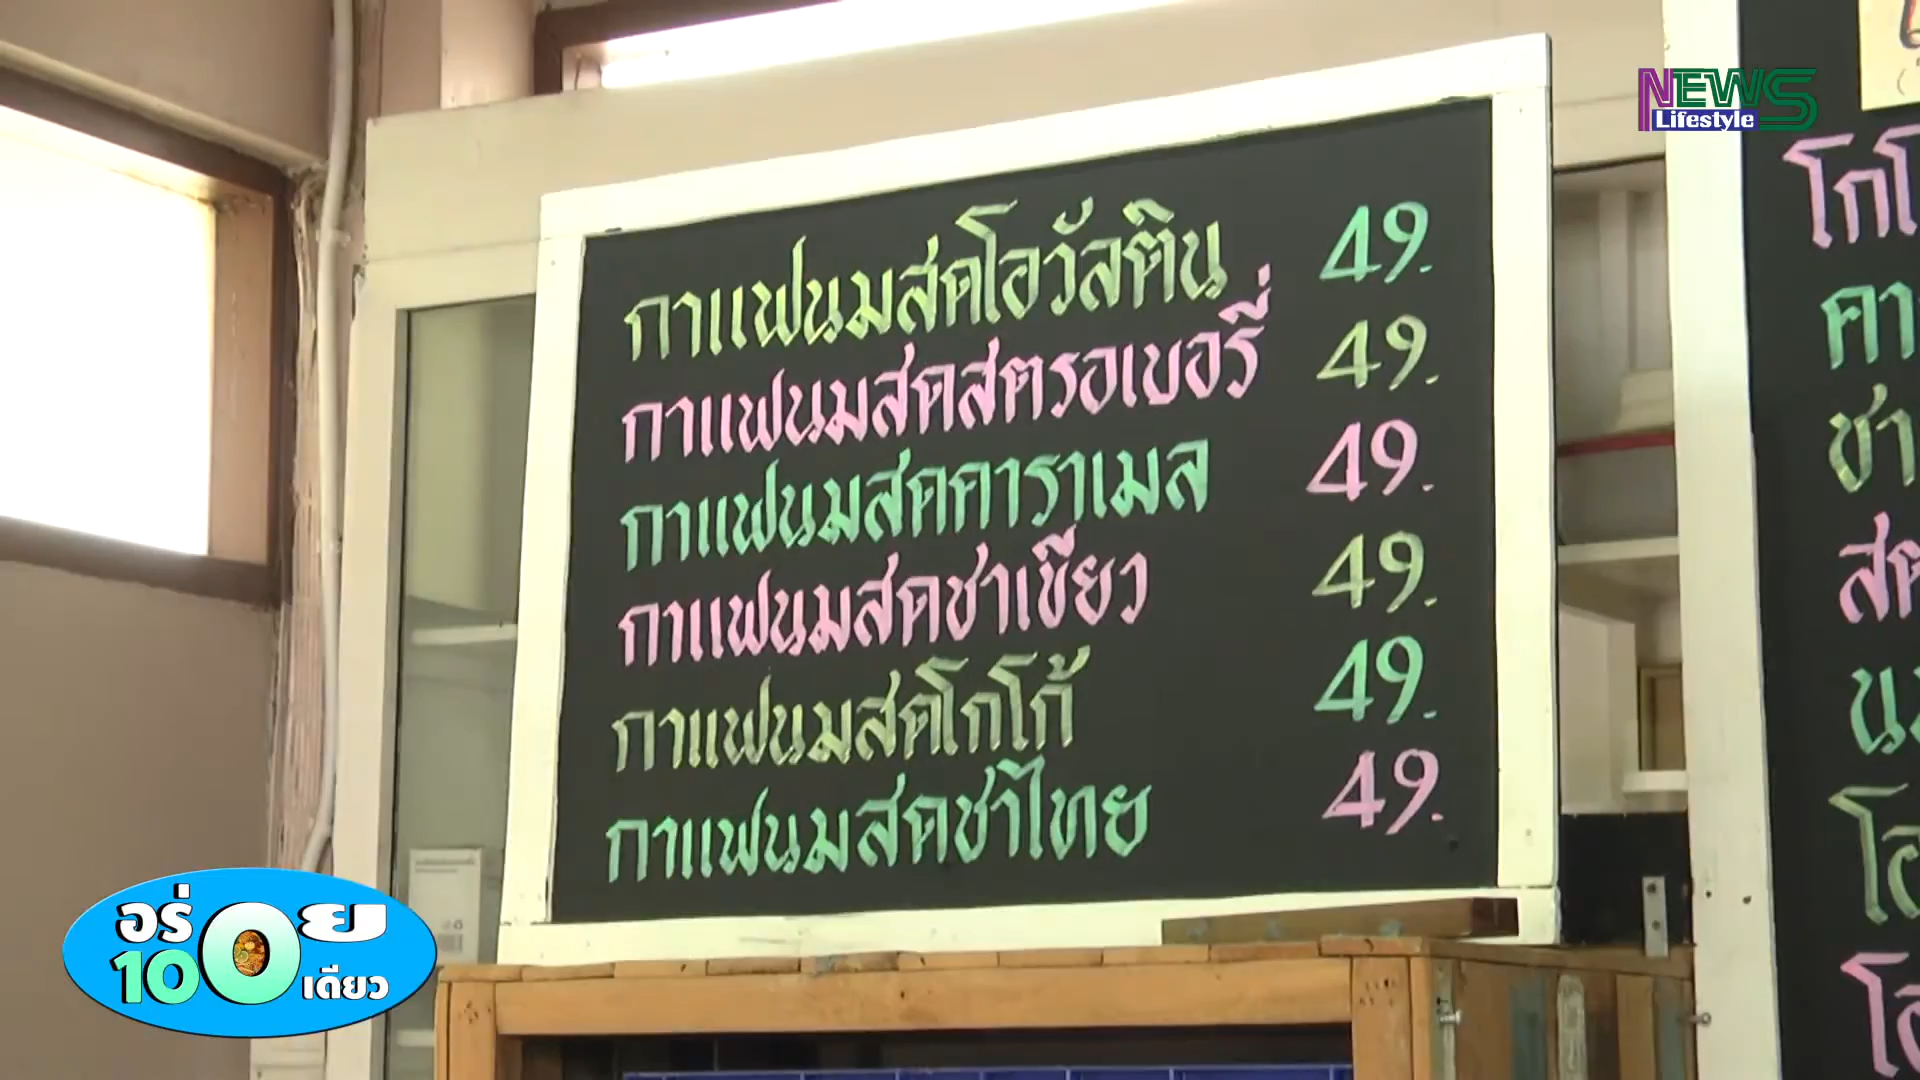 NEWS
Lifestyle
กาแฟนมสดโอวัลติน 49.-
กาแฟนมสดสตรอเบอรี่ 49.-
กาแฟนมสดคาราเมล 49.-
กาแฟนมสดชาเขียว 49.-
กาแฟนมสดโกโก้ 49.-
กาแฟนมสดชาไทย 49.-
อร่อย
100เดียว